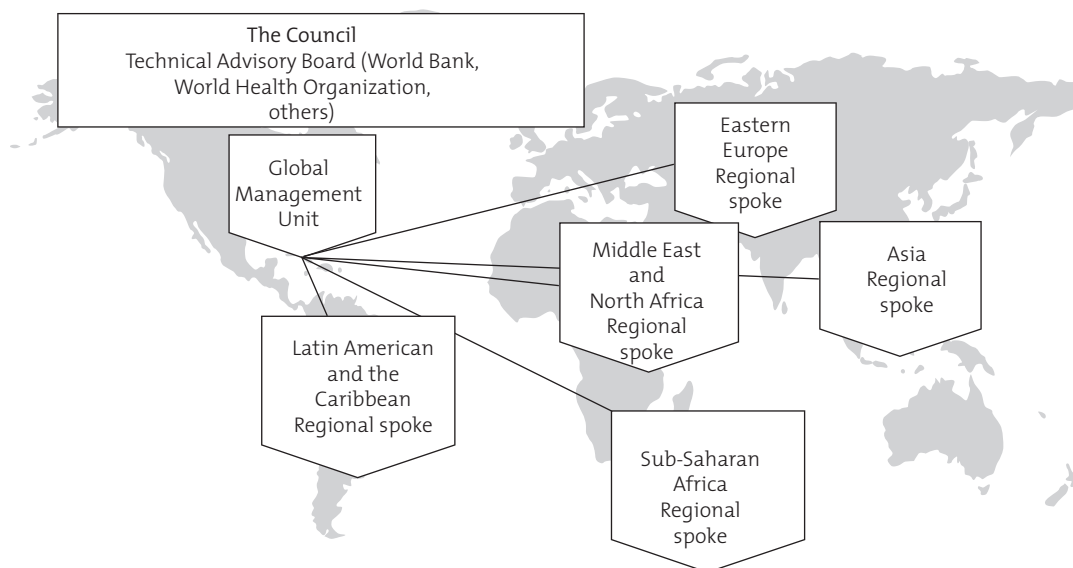 The Council
Technical Advisory Board (World Bank,
World Health Organization,
others)
Global
Management
Unit
Eastern
Europe
Regional
spoke
Middle East
and
North Africa
Regional
spoke
Asia
Regional
spoke
Latin American
and the
Caribbean
Regional spoke
Sub-Saharan
Africa
Regional
spoke